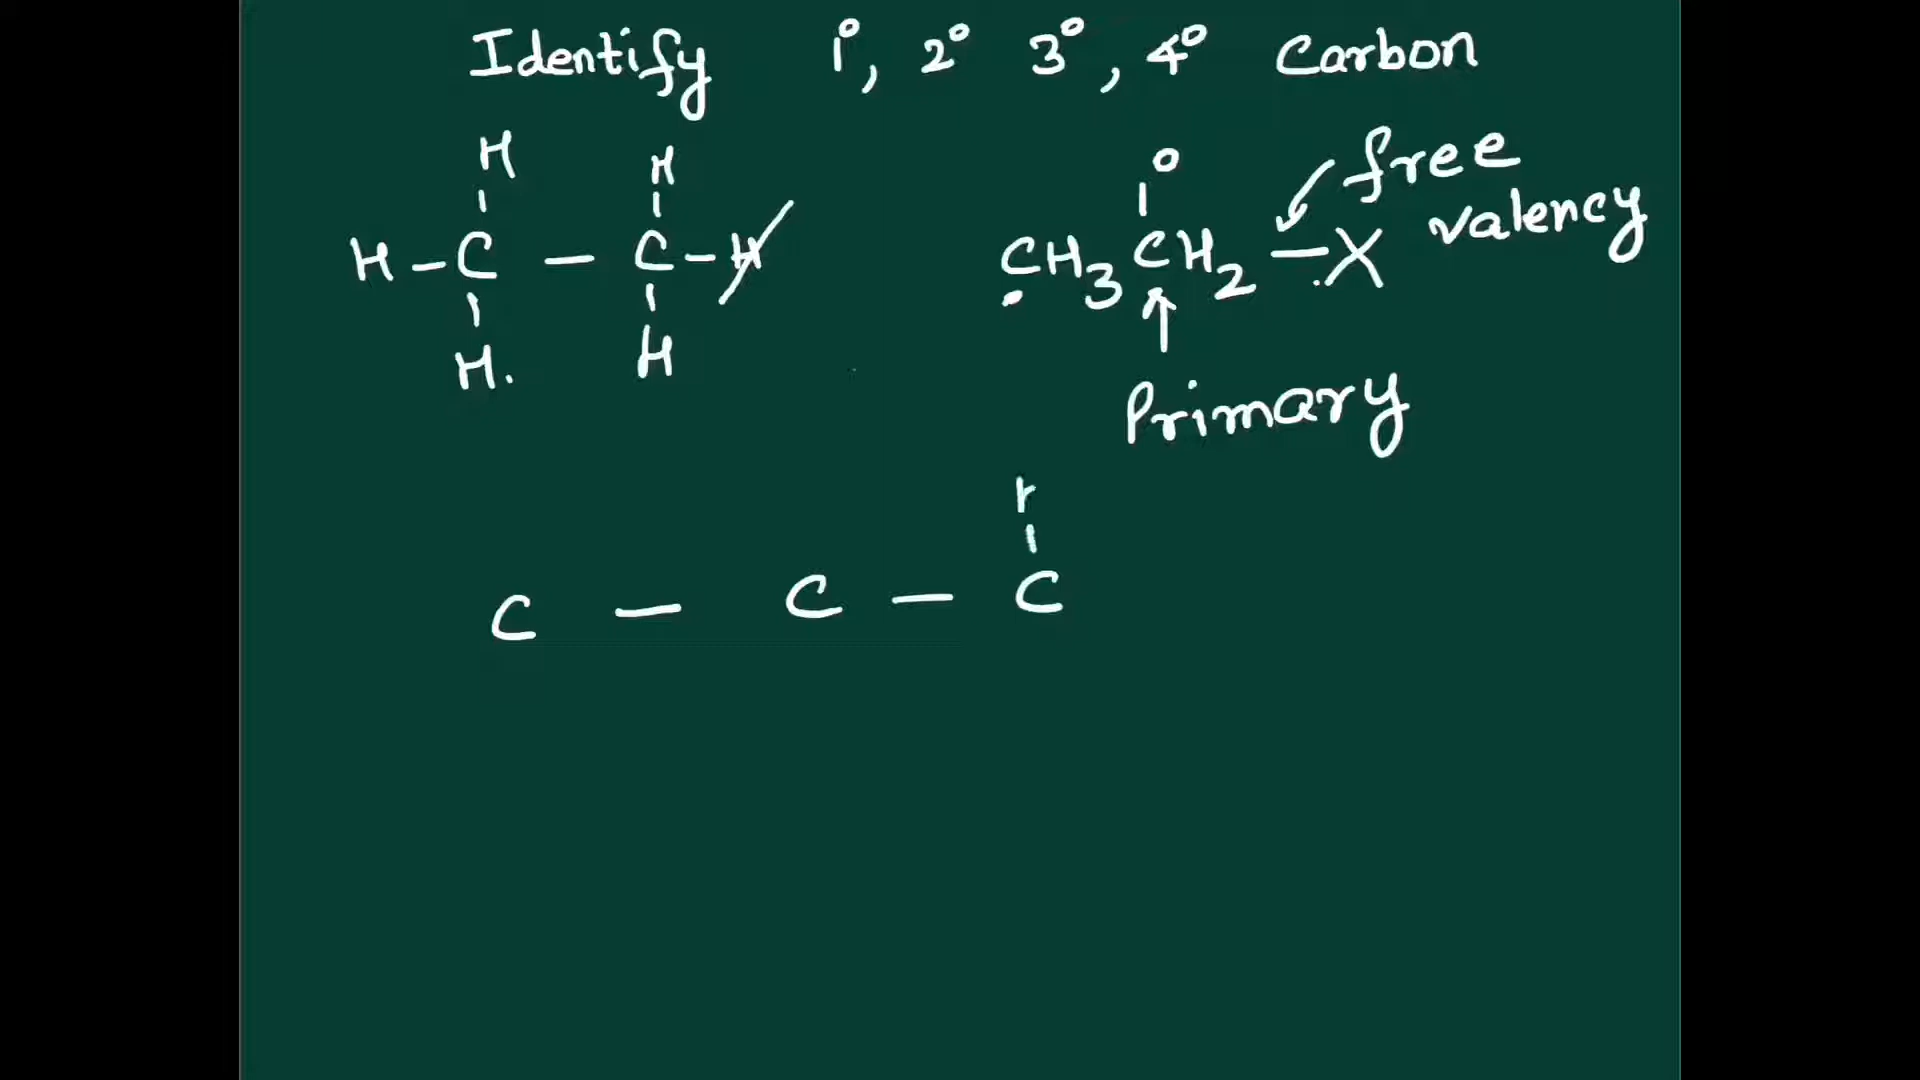 Identify 1°, 2° 3°, 4° Carbon
H H
H – C – C – H
H. H
1°
CH3 CH2 – X
free
valency
Primary
C – C – C